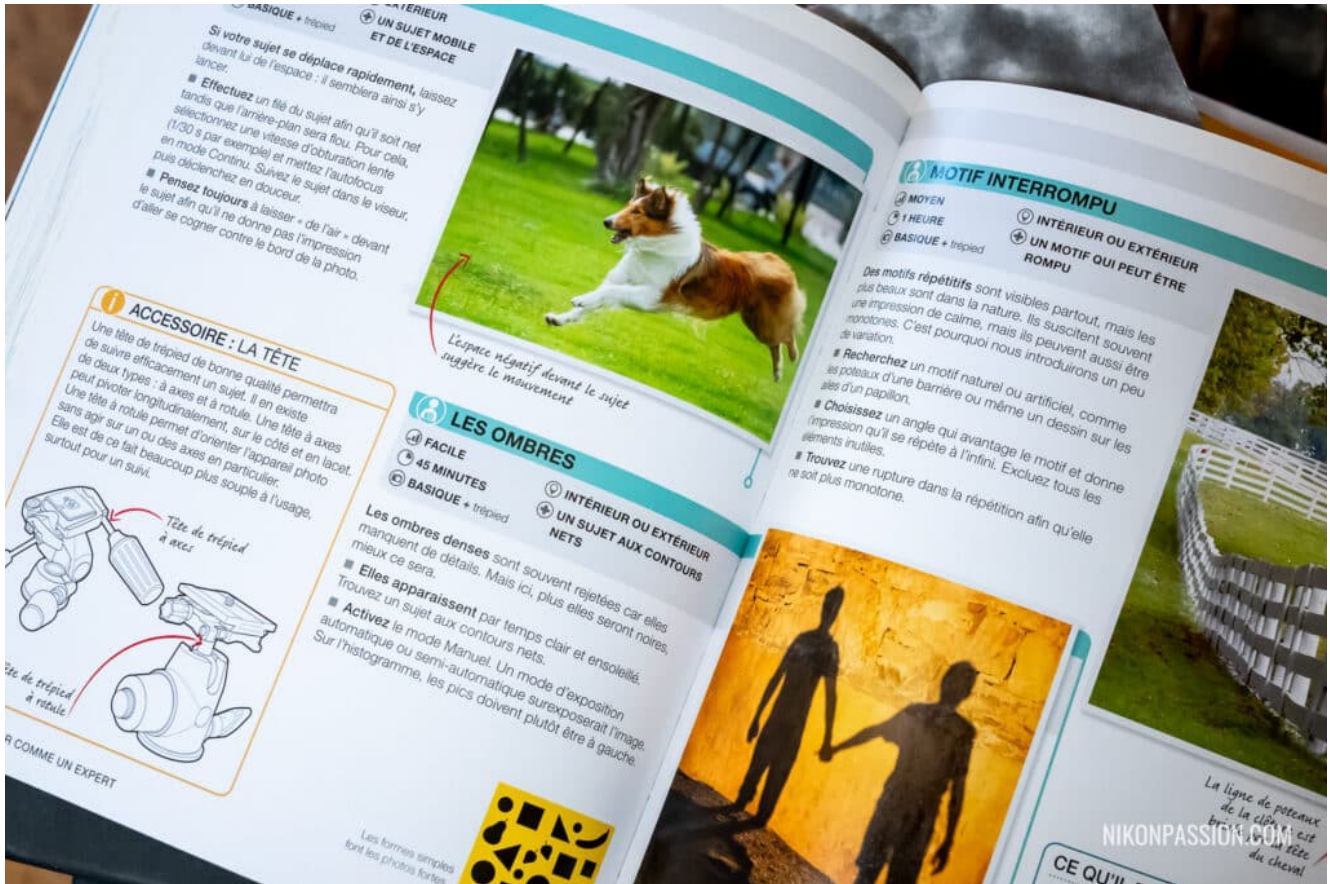 BASIQUE + trépied
EXTÉRIEUR
UN SUJET MOBILE
ET DE L'ESPACE
Si votre sujet se déplace rapidement, laissez
devant lui de l'espace : il semblera ainsi s'y
lancer.
■ Effectuez un filé du sujet afin qu'il soit net
tandis que l'arrière-plan sera flou. Pour cela,
sélectionnez une vitesse d'obturation lente
(1/30 s par exemple) et mettez l'autofocus
en mode Continu. Suivez le sujet dans le viseur,
puis déclenchez en douceur.
■ Pensez toujours à laisser « de l'air » devant
le sujet afin qu'il ne donne pas l'impression
d'aller se cogner contre le bord de la photo.
L'espace négatif devant le sujet
suggère le mouvement
ACCESSOIRE : LA TÊTE
Une tête de trépied de bonne qualité permettra
de suivre efficacement un sujet. Il en existe
de deux types : à axes et à rotule. Une tête à axes
peut pivoter longitudinalement, sur le côté et en lacet.
Une tête à rotule permet d'orienter l'appareil photo
sans agir sur un ou des axes en particulier.
Elle est de ce fait beaucoup plus souple à l'usage,
surtout pour un suivi.
Tête de trépied
à axes
de trépied
à rotule
R COMME UN EXPERT
LES OMBRES
FACILE
45 MINUTES
BASIQUE + trépied
INTÉRIEUR OU EXTÉRIEUR
UN SUJET AUX CONTOURS
NETS
Les ombres denses sont souvent rejetées car elles
manquent de détails. Mais ici, plus elles seront noires,
mieux ce sera.
■ Elles apparaissent par temps clair et ensoleillé.
Trouvez un sujet aux contours nets.
■ Activez le mode Manuel. Un mode d'exposition
automatique ou semi-automatique surexposerait l'image.
Sur l'histogramme, les pics doivent plutôt être à gauche.
Les formes simples
font les photos fortes
MOTIF INTERROMPU
MOYEN
1 HEURE
BASIQUE + trépied
INTÉRIEUR OU EXTÉRIEUR
UN MOTIF QUI PEUT ÊTRE
ROMPU
Des motifs répétitifs sont visibles partout, mais les
plus beaux sont dans la nature. Ils suscitent souvent
une impression de calme, mais ils peuvent aussi être
monotones. C'est pourquoi nous introduirons un peu
de variation.
■ Recherchez un motif naturel ou artificiel, comme
les poteaux d'une barrière ou même un dessin sur les
ailes d'un papillon.
■ Choisissez un angle qui avantage le motif et donne
l'impression qu'il se répète à l'infini. Excluez tous les
éléments inutiles.
■ Trouvez une rupture dans la répétition afin qu'elle
ne soit plus monotone.
La ligne de poteaux
de la clôture est
tête
du cheval
CE QU'IL
NIKONPASSION.COM